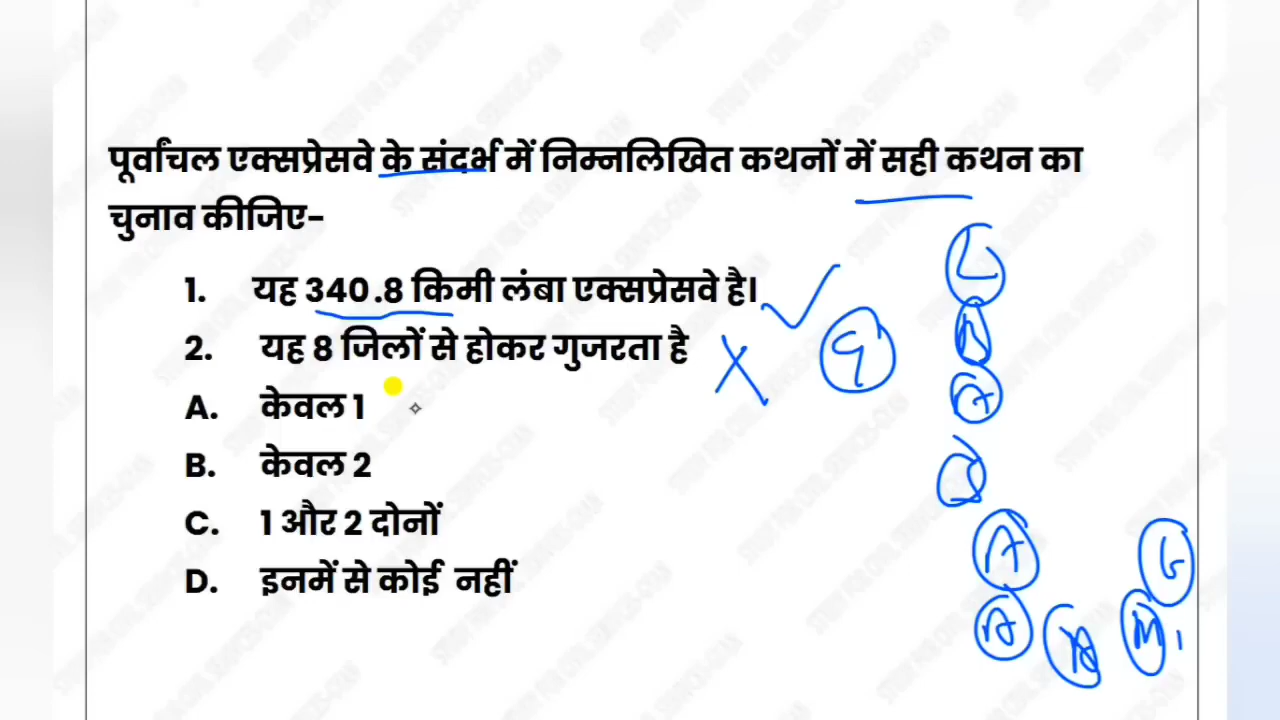 पूर्वांचल एक्सप्रेसवे के संदर्भ में निम्नलिखित कथनों में सही कथन का
चुनाव कीजिए-
1. यह 340.8 किमी लंबा एक्सप्रेसवे है।
2. यह 8 जिलों से होकर गुजरता है
9
A. केवल 1
B. केवल 2
C. 1 और 2 दोनों
D. इनमें से कोई नहीं
L
B
A
A
A
M
G